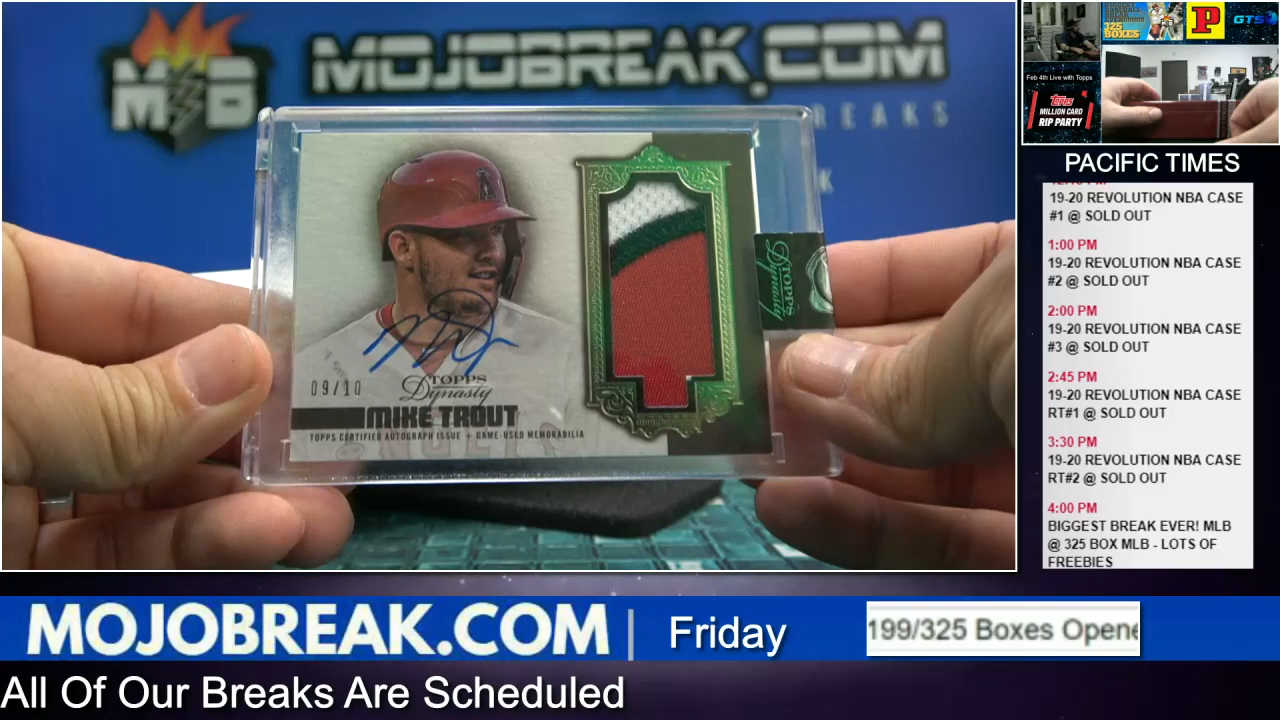 MOJOBREAK.COM
MB
BREAKS
09/10
TOPPS
Dynasty
MIKE TROUT
TOPPS CERTIFIED AUTOGRAPH ISSUE + GAME-USED MEMORABILIA
TOPPS
Dynasty
325
BOXES
P
GTS
Feb 4th Live with Topps
Topps
MILLION CARD
RIP PARTY
PACIFIC TIMES
19-20 REVOLUTION NBA CASE
#1 @ SOLD OUT
1:00 PM
19-20 REVOLUTION NBA CASE
#2 @ SOLD OUT
2:00 PM
19-20 REVOLUTION NBA CASE
#3 @ SOLD OUT
2:45 PM
19-20 REVOLUTION NBA CASE
RT#1 @ SOLD OUT
3:30 PM
19-20 REVOLUTION NBA CASE
RT#2 @ SOLD OUT
4:00 PM
BIGGEST BREAK EVER! MLB
@ 325 BOX MLB - LOTS OF
FREEBIES
MOJOBREAK.COM | Friday
199/325 Boxes Opene
All Of Our Breaks Are Scheduled